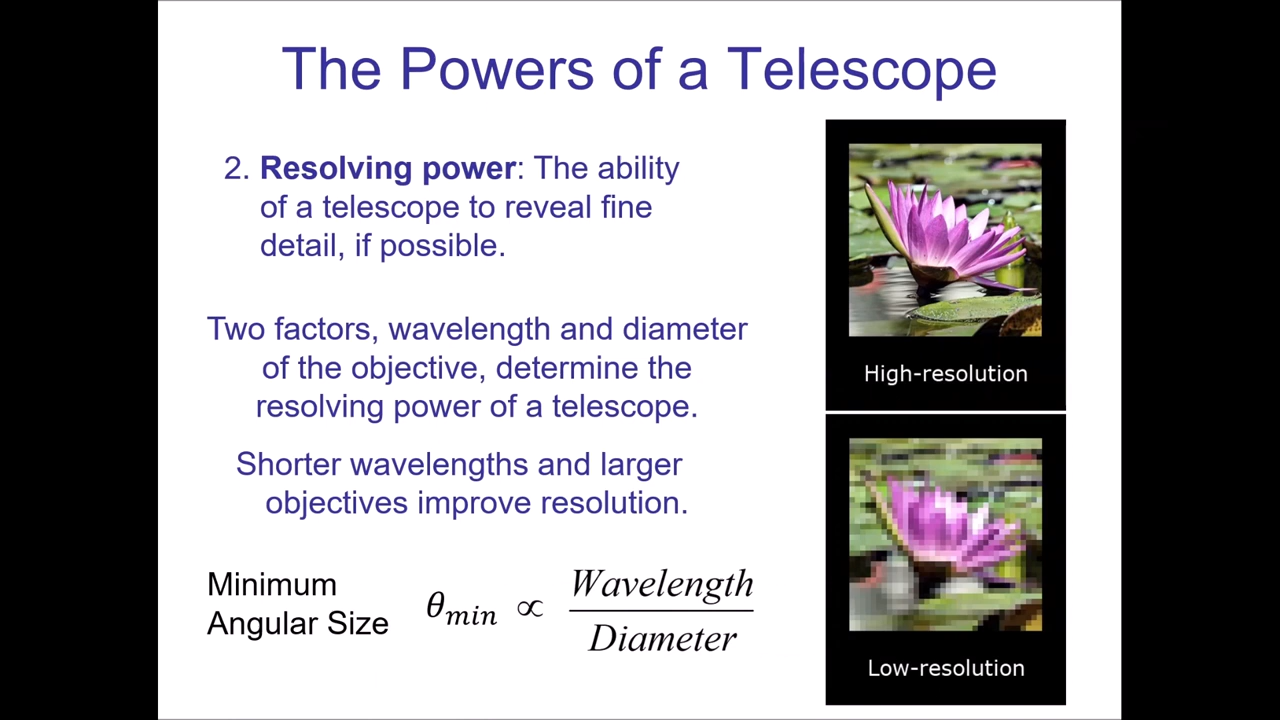 The Powers of a Telescope
2. Resolving power: The ability
of a telescope to reveal fine
detail, if possible.
Two factors, wavelength and diameter
of the objective, determine the
resolving power of a telescope.
Shorter wavelengths and larger
objectives improve resolution.
Minimum
Angular Size
θmin ∝ Wavelength
Diameter
High-resolution
Low-resolution